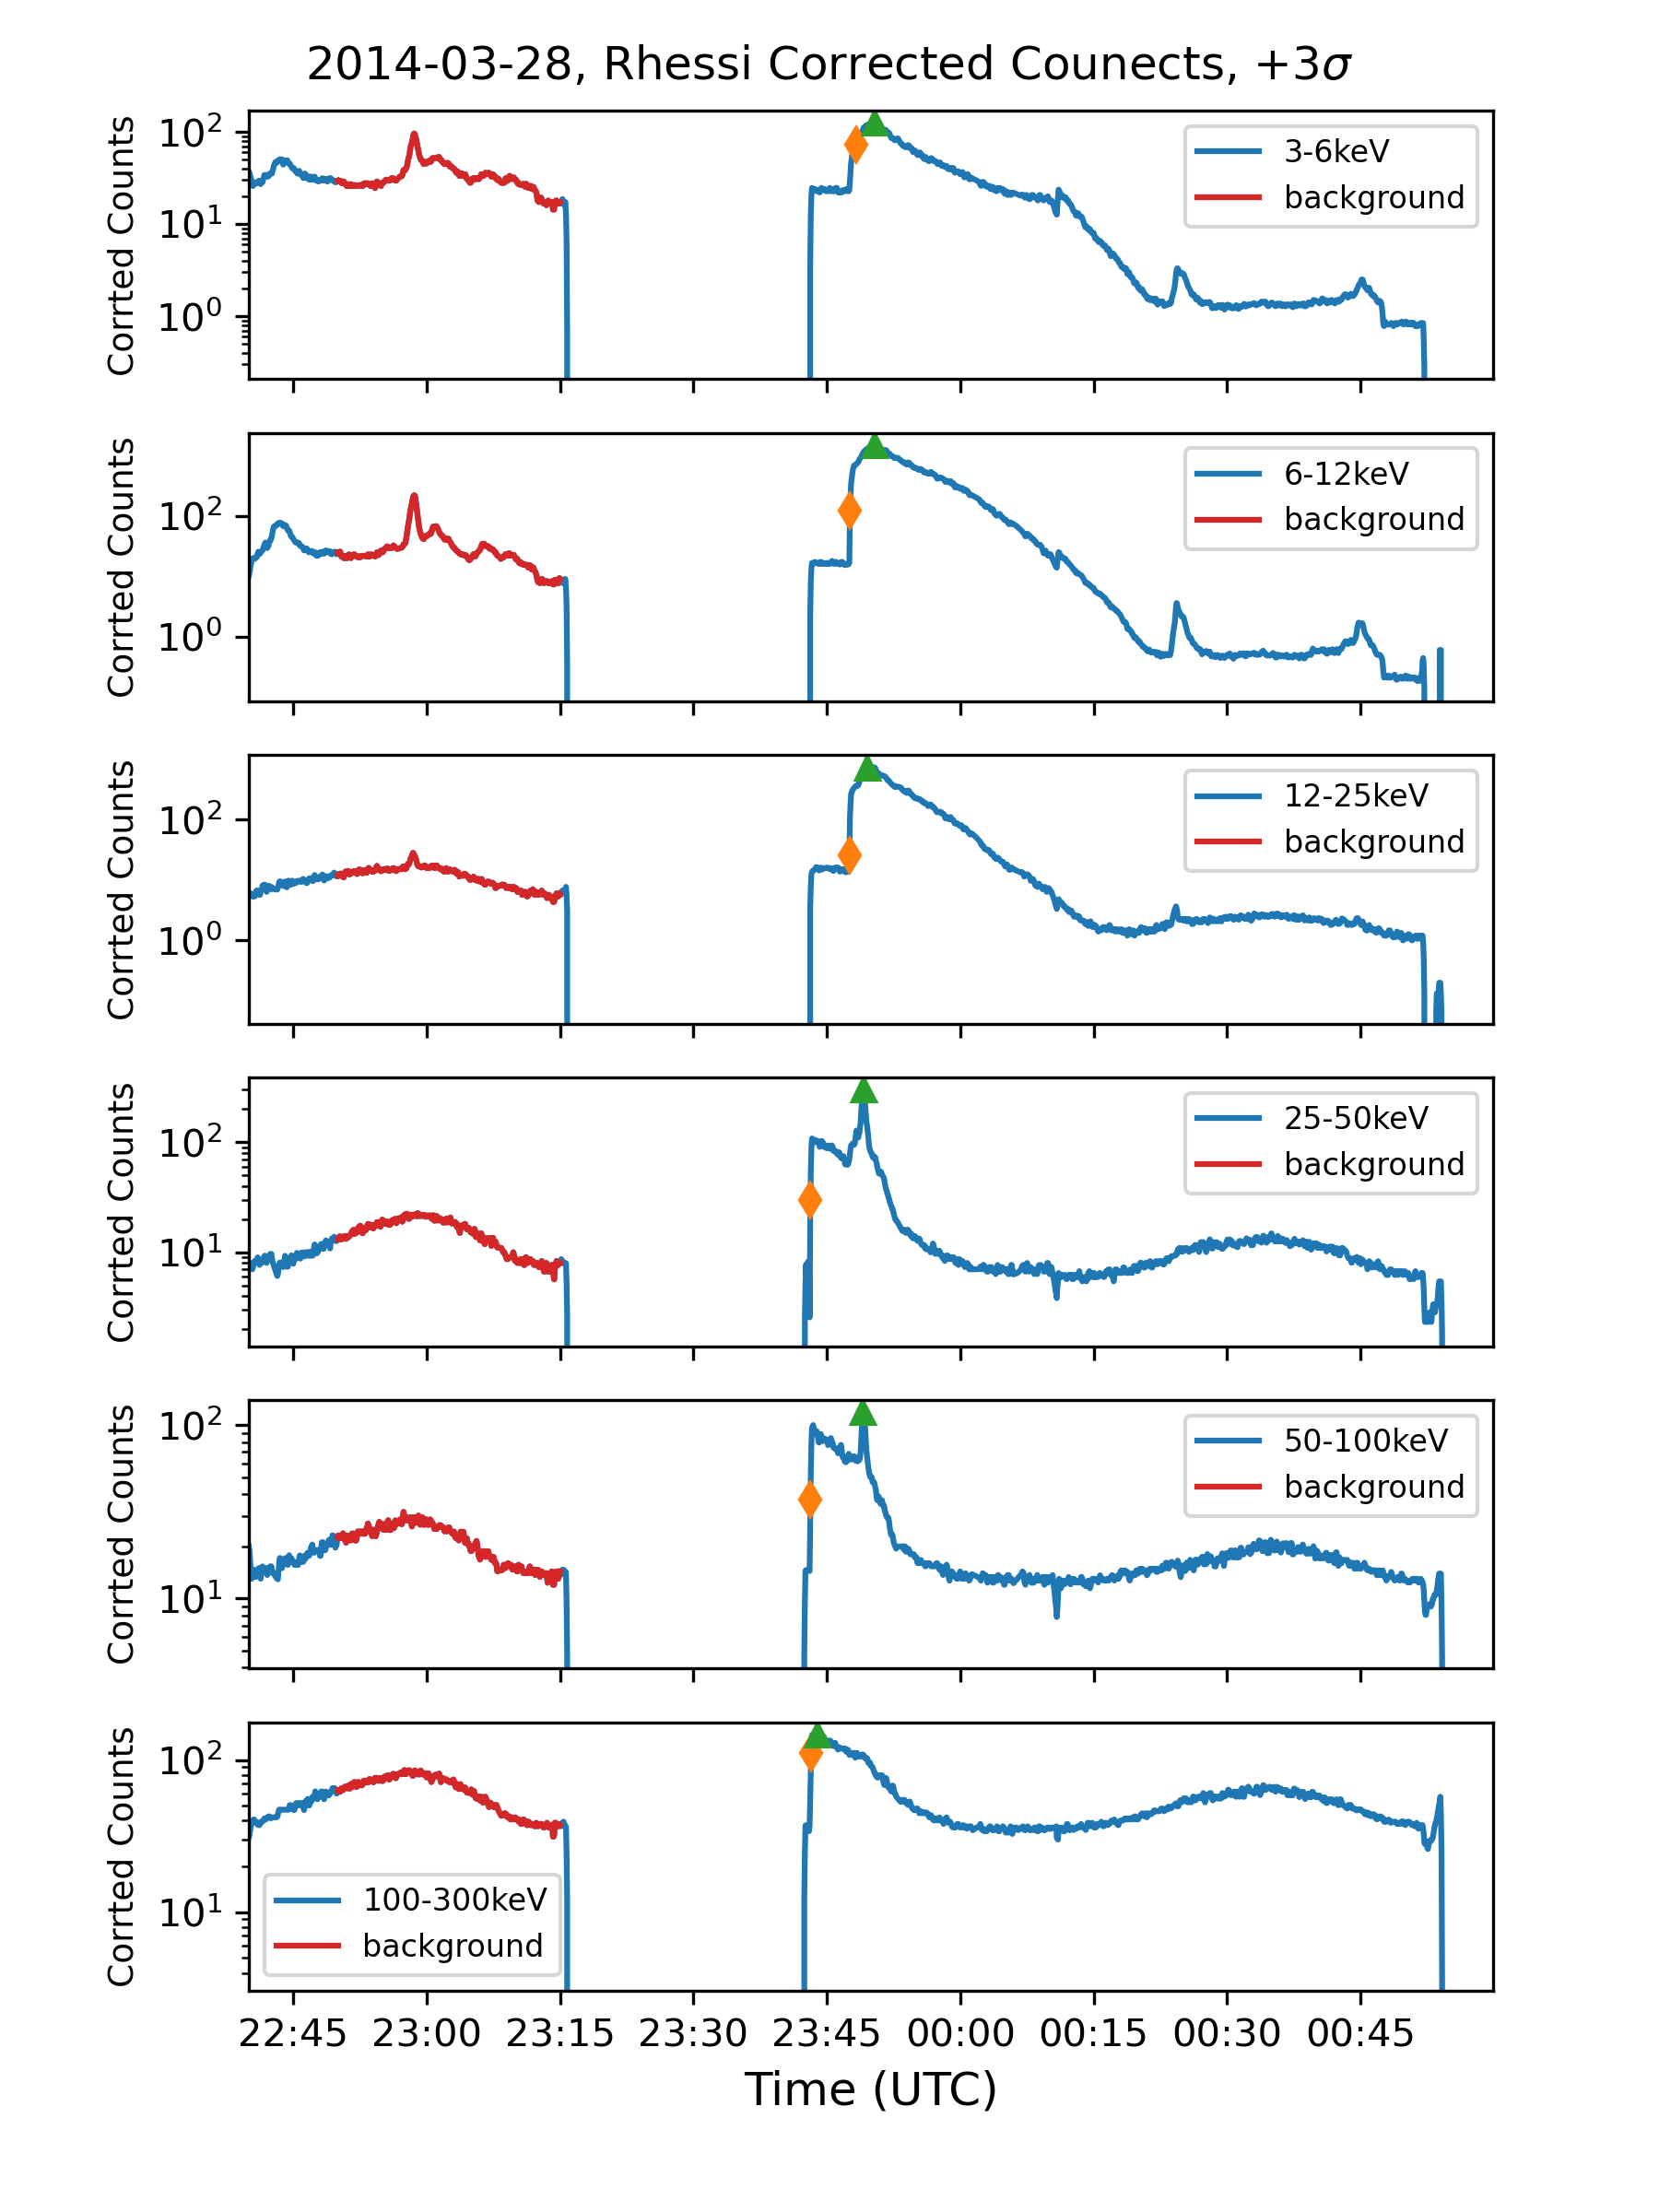 2014-03-28, Rhessi Corrected Counects, +3σ
Corrted Counts
10²
10¹
10⁰
3-6keV
background
Corrted Counts
10²
10⁰
6-12keV
background
Corrted Counts
10²
10⁰
12-25keV
background
Corrted Counts
10²
10¹
25-50keV
background
Corrted Counts
10²
10¹
50-100keV
background
Corrted Counts
10²
10¹
100-300keV
background
22:45 23:00 23:15 23:30 23:45 00:00 00:15 00:30 00:45
Time (UTC)